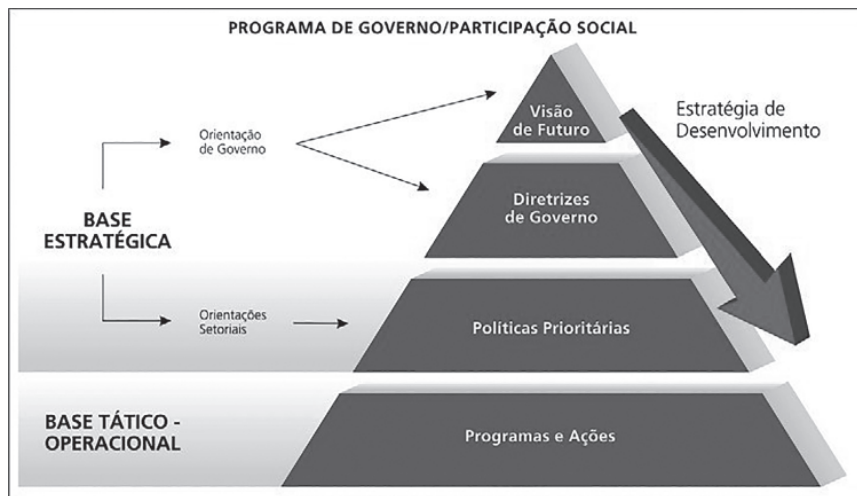 PROGRAMA DE GOVERNO/PARTICIPAÇÃO SOCIAL
Visão
de Futuro
Estratégia de
Desenvolvimento
Orientação
de Governo
Diretrizes
de Governo
BASE
ESTRATÉGICA
Orientações
Setoriais
Políticas Prioritárias
BASE TÁTICO -
OPERACIONAL
Programas e Ações